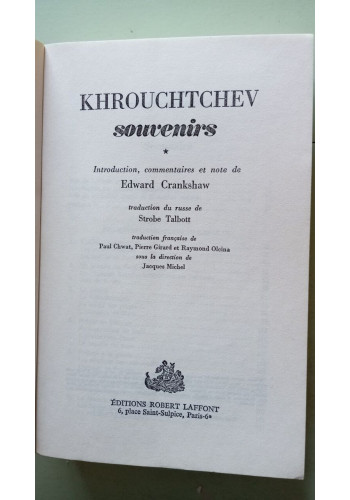 KHROUCHTCHEV
souvenirs
*
Introduction, commentaires et note de
Edward Crankshaw
traduction du russe de
Strobe Talbott
traduction française de
Paul Chwat, Pierre Girard et Raymond Olcina
sous la direction de
Jacques Michel
ÉDITIONS ROBERT LAFFONT
6, place Saint-Sulpice, Paris-6e